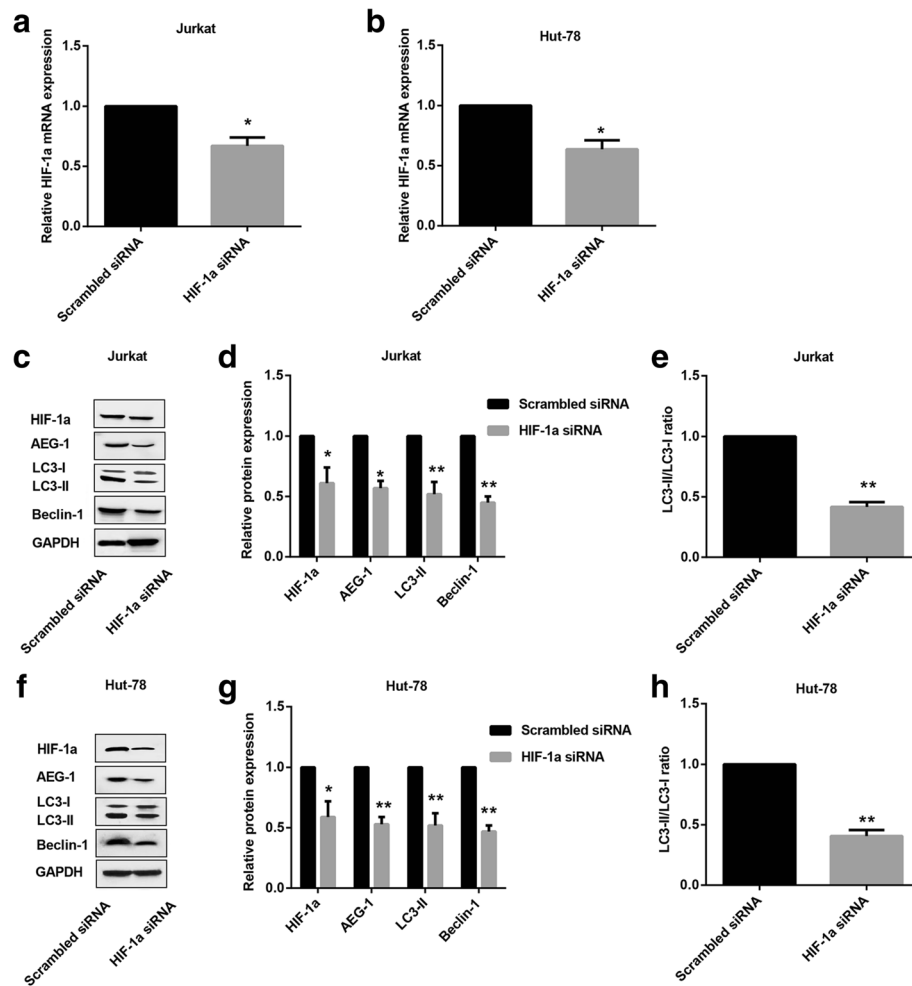 a
Jurkat
Relative HIF-1a mRNA expression
1.5
1.0
0.5
0.0
*
Scrambled siRNA
HIF-1a siRNA
b
Hut-78
Relative HIF-1a mRNA expression
1.5
1.0
0.5
0.0
*
Scrambled siRNA
HIF-1a siRNA
c
Jurkat
HIF-1a
AEG-1
LC3-I
LC3-II
Beclin-1
GAPDH
Scrambled siRNA
HIF-1a siRNA
d
Jurkat
Relative protein expression
1.5
1.0
0.5
0.0
Scrambled siRNA
HIF-1a siRNA
*
*
**
**
HIF-1a
AEG-1
LC3-II
Beclin-1
e
Jurkat
LC3-II/LC3-I ratio
1.5
1.0
0.5
0.0
**
Scrambled siRNA
HIF-1a siRNA
f
Hut-78
HIF-1a
AEG-1
LC3-I
LC3-II
Beclin-1
GAPDH
Scrambled siRNA
HIF-1a siRNA
g
Hut-78
Relative protein expression
1.5
1.0
0.5
0.0
Scrambled siRNA
HIF-1a siRNA
*
**
**
**
HIF-1a
AEG-1
LC3-II
Beclin-1
h
Hut-78
LC3-II/LC3-I ratio
1.5
1.0
0.5
0.0
**
Scrambled siRNA
HIF-1a siRNA